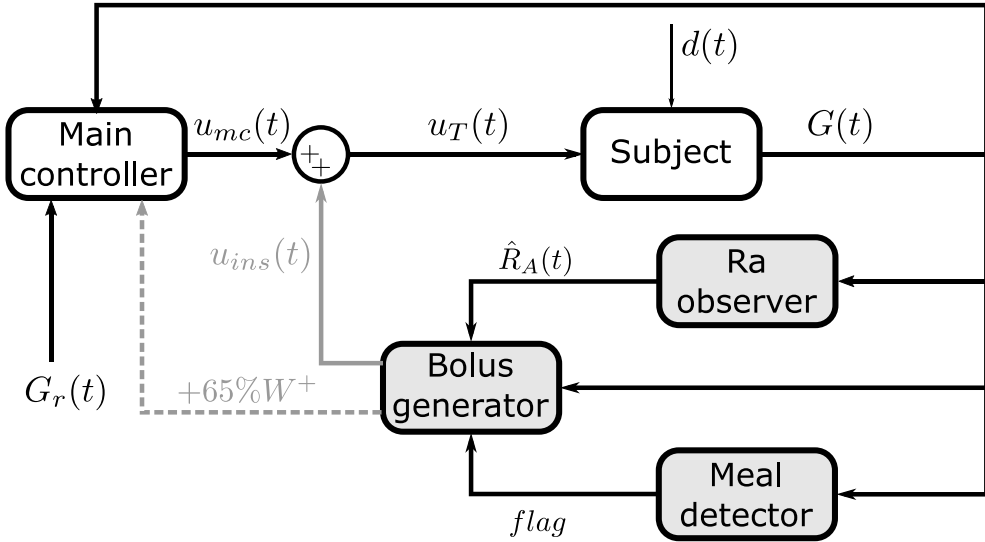 d(t)
Main
controller
u_{mc}(t)
+
+
u_T(t)
Subject
G(t)
u_{ins}(t)
\hat{R}_A(t)
Ra
observer
G_r(t)
+65%W^+
Bolus
generator
Meal
detector
flag